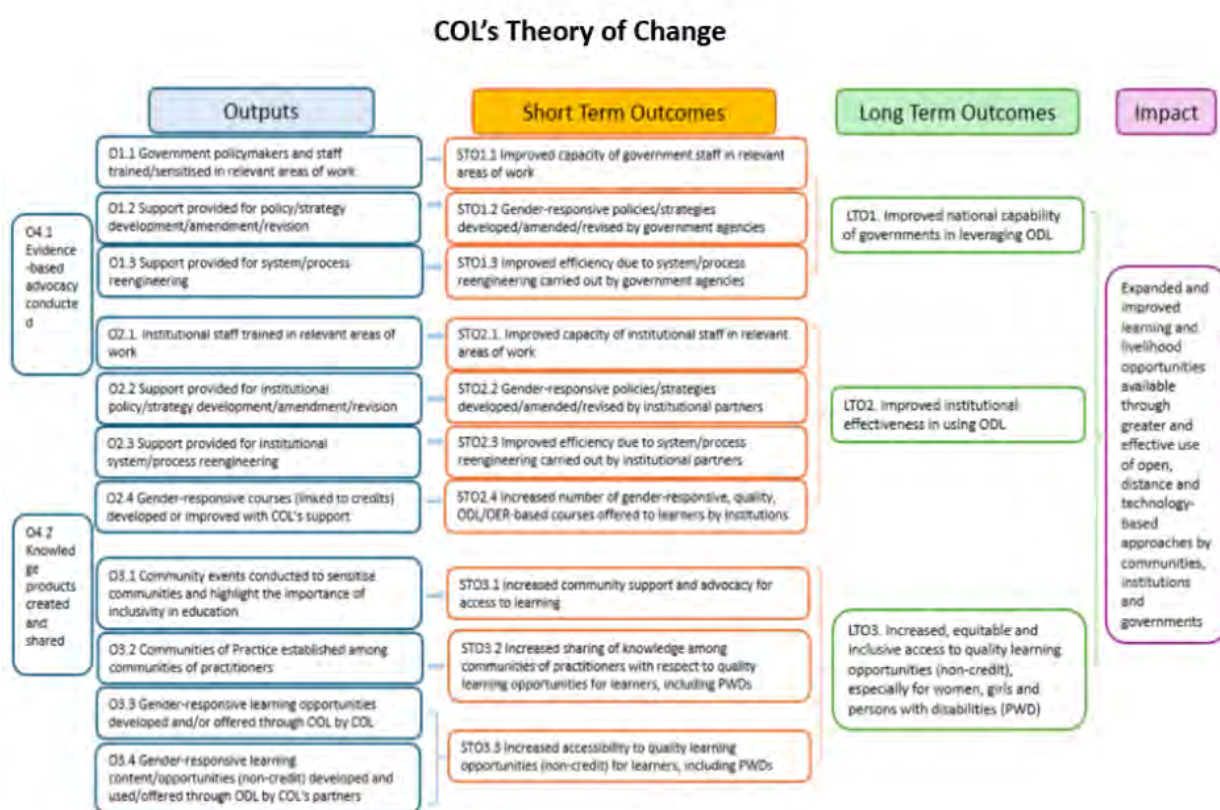 COL's Theory of Change
Outputs
Short Term Outcomes
Long Term Outcomes
Impact
O4.1
Evidence
-based
advocacy
conducte
d
O4.2
Knowled
ge
products
created
and
shared
O1.1 Government policymakers and staff
trained/sensitised in relevant areas of work
O1.2 Support provided for policy/strategy
development/amendment/revision
O1.3 Support provided for system/process
reengineering
O2.1. Institutional staff trained in relevant areas of
work
O2.2 Support provided for institutional
policy/strategy development/amendment/revision
O2.3 Support provided for institutional
system/process reengineering
O2.4 Gender-responsive courses (linked to credits)
developed or improved with COL's support
O3.1 Community events conducted to sensitise
communities and highlight the importance of
inclusivity in education
O3.2 Communities of Practice established among
communities of practitioners
O3.3 Gender-responsive learning opportunities
developed and/or offered through COL by COL
O3.4 Gender-responsive learning
content/opportunities (non-credit) developed and
used/offered through ODL by COL's partners
STO1.1 Improved capacity of government staff in relevant
areas of work
STO1.2 Gender-responsive policies/strategies
developed/amended/revised by government agencies
STO1.3 Improved efficiency due to system/process
reengineering carried out by government agencies
STO2.1. Improved capacity of institutional staff in relevant
areas of work
STO2.2 Gender-responsive policies/strategies
developed/amended/revised by institutional partners
STO2.3 Improved efficiency due to system/process
reengineering carried out by institutional partners
STO2.4 Increased number of gender-responsive, quality,
ODL/OER-based courses offered to learners by institutions
STO3.1 Increased community support and advocacy for
access to learning
STO3.2 Increased sharing of knowledge among
communities of practitioners with respect to quality
learning opportunities for learners, including PWDs
STO3.3 Increased accessibility to quality learning
opportunities (non-credit) for learners, including PWDs
LTO1. Improved national capability
of governments in leveraging ODL
LTO2. Improved institutional
effectiveness in using ODL
LTO3. Increased, equitable and
inclusive access to quality learning
opportunities (non-credit),
especially for women, girls and
persons with disabilities (PWD)
Expanded and
improved
learning and
livelihood
opportunities
available
through
greater and
effective use
of open,
distance and
technology-
based
approaches by
communities,
institutions
and
governments